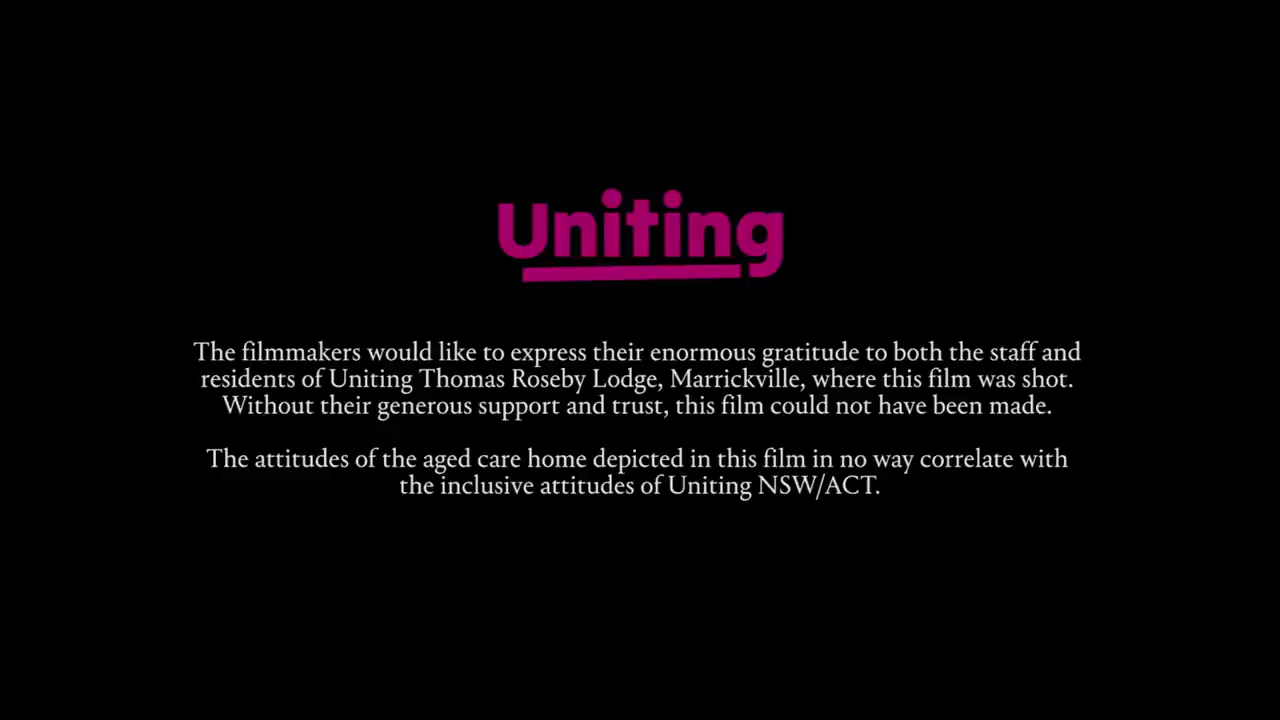 Uniting
The filmmakers would like to express their enormous gratitude to both the staff and
residents of Uniting Thomas Roseby Lodge, Marrickville, where this film was shot.
Without their generous support and trust, this film could not have been made.
The attitudes of the aged care home depicted in this film in no way correlate with
the inclusive attitudes of Uniting NSW/ACT.